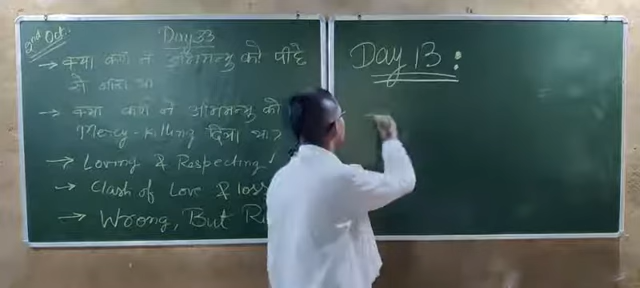 2nd Oct.
Day 33
→ क्या कर्ण ने अभिमन्यु को पीछे
से मारा था
→ क्या कर्ण ने अभिमन्यु को
Mercy-Killing दिया था?
→ Loving & Respecting
→ Clash of Love & loss
→ Wrong, But
Day 13 :